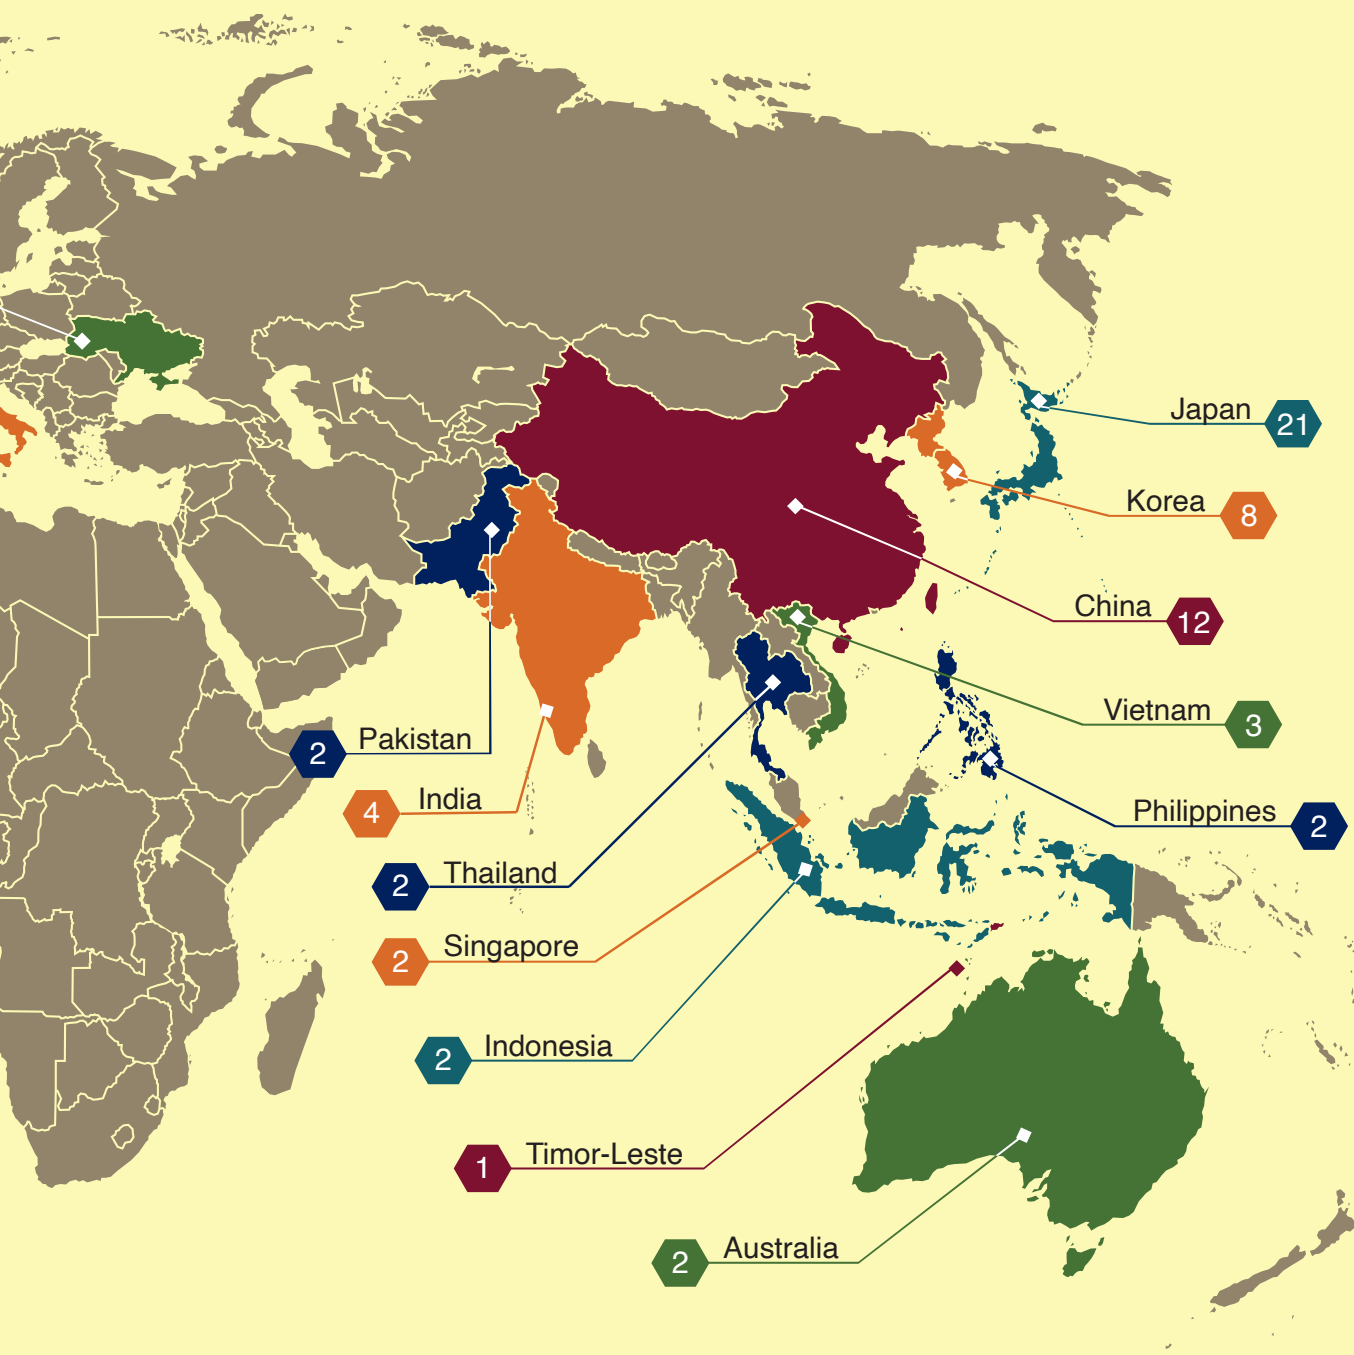 Japan 21
Korea 8
China 12
Vietnam 3
2 Pakistan
4 India
Philippines 2
2 Thailand
2 Singapore
2 Indonesia
1 Timor-Leste
2 Australia